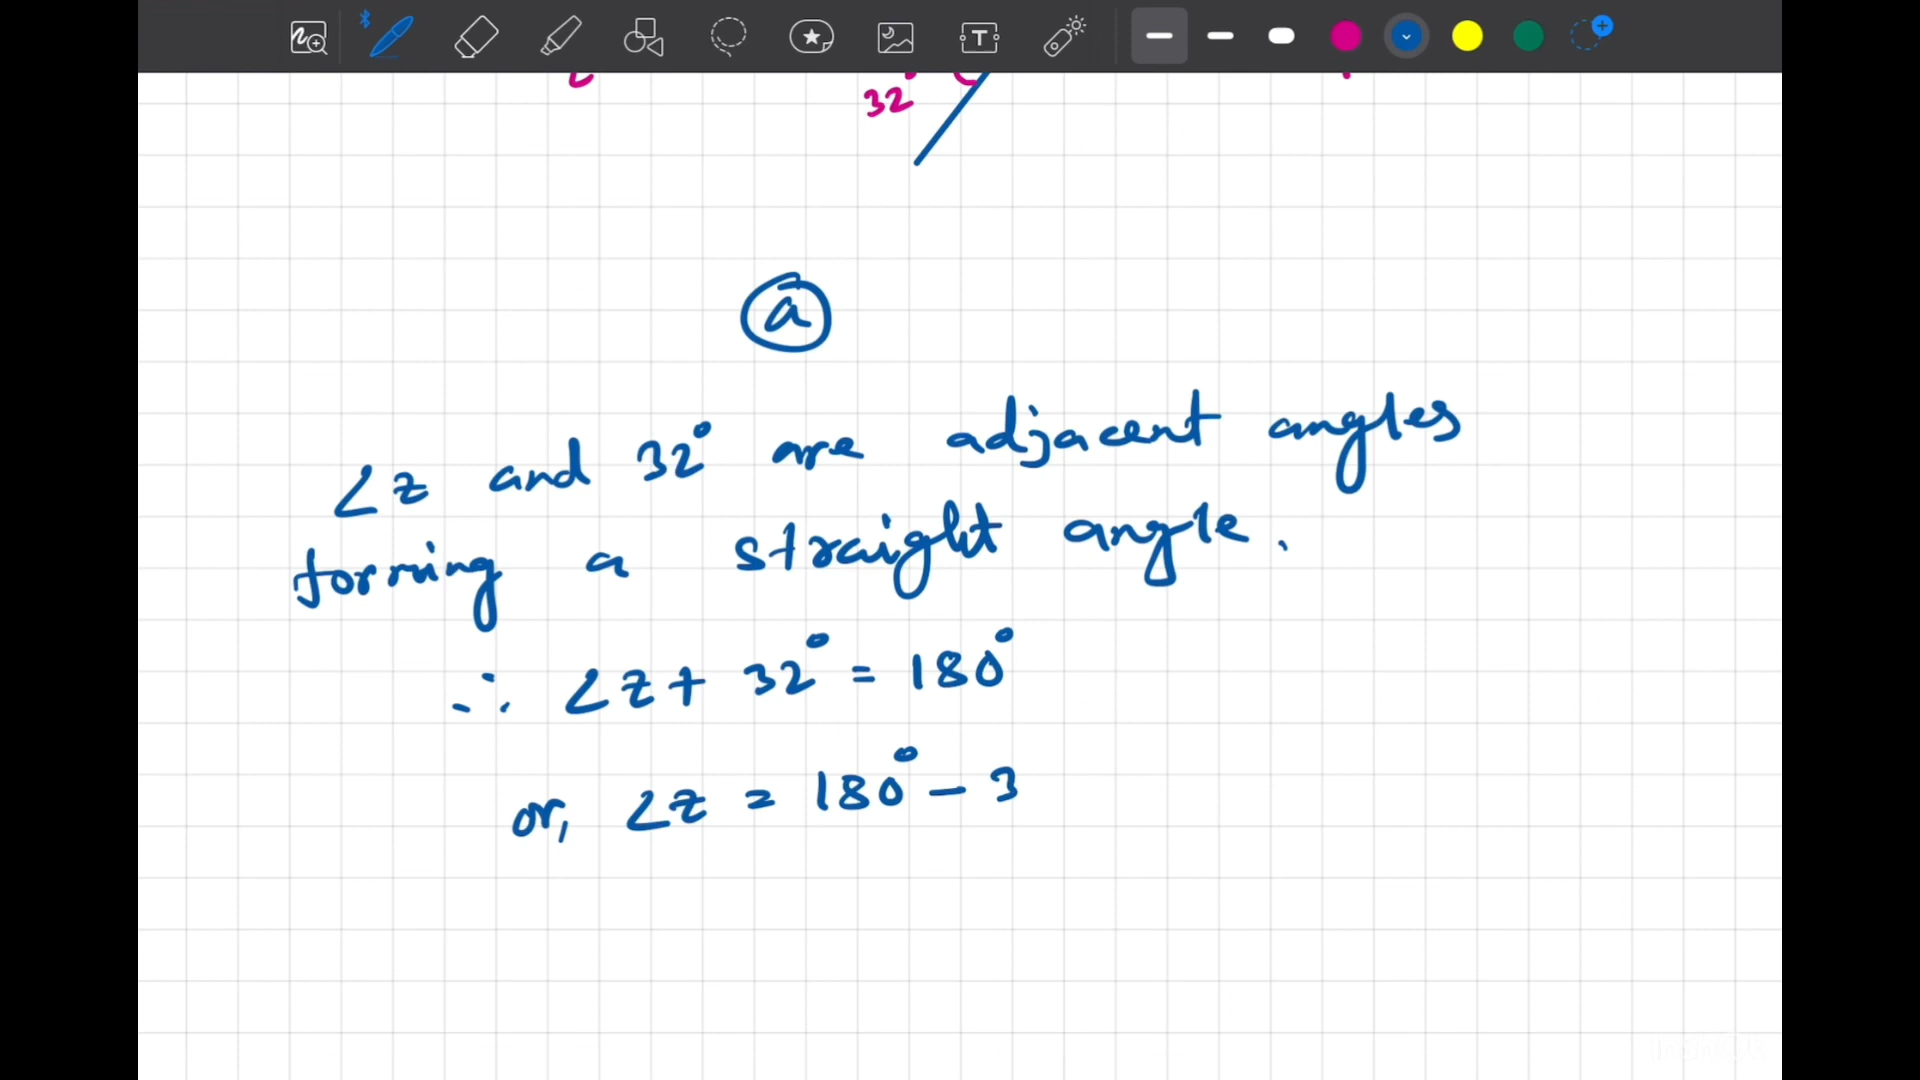 32°
a
∠z and 32° are adjacent angles
forming a straight angle.
∴ ∠z + 32° = 180°
or, ∠z = 180° - 3